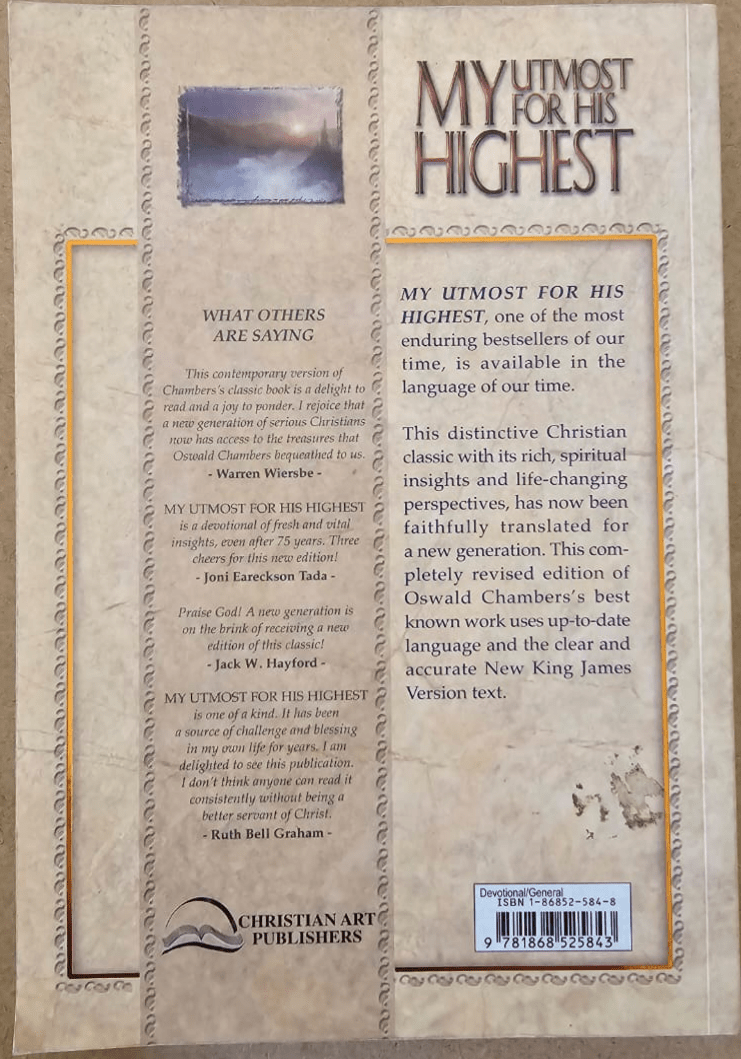 MY UTMOST
FOR HIS
HIGHEST
WHAT OTHERS
ARE SAYING
This contemporary version of
Chambers's classic book is a delight to
read and a joy to ponder. I rejoice that
a new generation of serious Christians
now has access to the treasures that
Oswald Chambers bequeathed to us.
- Warren Wiersbe -
MY UTMOST FOR HIS HIGHEST
is a devotional of fresh and vital
insights, even after 75 years. Three
cheers for this new edition!
- Joni Eareckson Tada -
Praise God! A new generation is
on the brink of receiving a new
edition of this classic!
- Jack W. Hayford -
MY UTMOST FOR HIS HIGHEST
is one of a kind. It has been
a source of challenge and blessing
in my own life for years. I am
delighted to see this publication.
I don't think anyone can read it
consistently without being a
better servant of Christ.
- Ruth Bell Graham -
CHRISTIAN ART
PUBLISHERS
MY UTMOST FOR HIS
HIGHEST, one of the most
enduring bestsellers of our
time, is available in the
language of our time.
This distinctive Christian
classic with its rich, spiritual
insights and life-changing
perspectives, has now been
faithfully translated for
a new generation. This com-
pletely revised edition of
Oswald Chambers's best
known work uses up-to-date
language and the clear and
accurate New King James
Version text.
Devotional/General
ISBN 1-86852-584-8
9 781868 525843